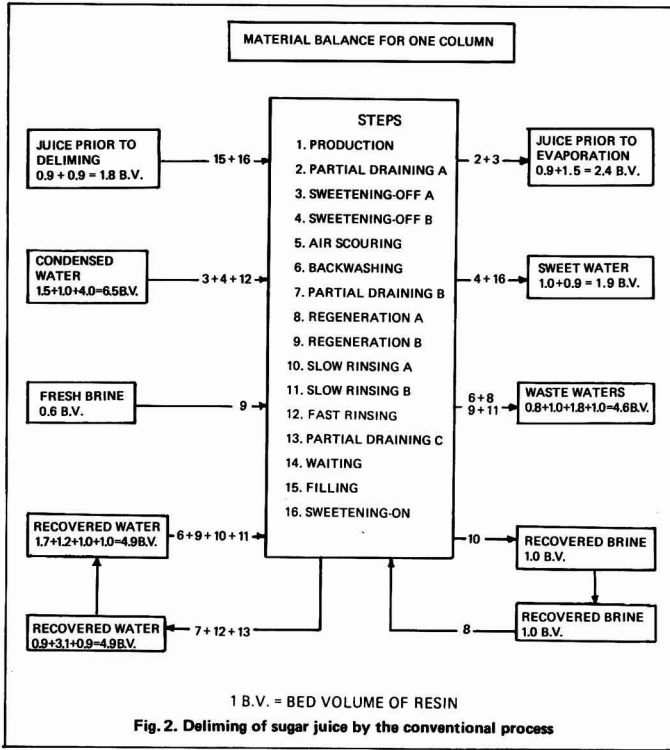 MATERIAL BALANCE FOR ONE COLUMN
JUICE PRIOR TO
DELIMING
0.9 + 0.9 = 1.8 B.V.
15+16
CONDENSED
WATER
1.5+1.0+4.0=6.5B.V.
3+4+12
FRESH BRINE
0.6 B.V.
9
RECOVERED WATER
1.7+1.2+1.0+1.0=4.9B.V.
6+9+10+11
RECOVERED WATER
0.9+3.1+0.9=4.9B.V.
7+12+13
STEPS
1. PRODUCTION
2. PARTIAL DRAINING A
3. SWEETENING-OFF A
4. SWEETENING-OFF B
5. AIR SCOURING
6. BACKWASHING
7. PARTIAL DRAINING B
8. REGENERATION A
9. REGENERATION B
10. SLOW RINSING A
11. SLOW RINSING B
12. FAST RINSING
13. PARTIAL DRAINING C
14. WAITING
15. FILLING
16. SWEETENING-ON
2+3
JUICE PRIOR TO
EVAPORATION
0.9+1.5 = 2.4 B.V.
4+16
SWEET WATER
1.0+0.9 = 1.9 B.V.
6+8
9+11
WASTE WATERS
0.8+1.0+1.8+1.0=4.6B.V.
10
RECOVERED BRINE
1.0 B.V.
8
RECOVERED BRINE
1.0 B.V.
1 B.V. = BED VOLUME OF RESIN
Fig. 2. Deliming of sugar juice by the conventional process